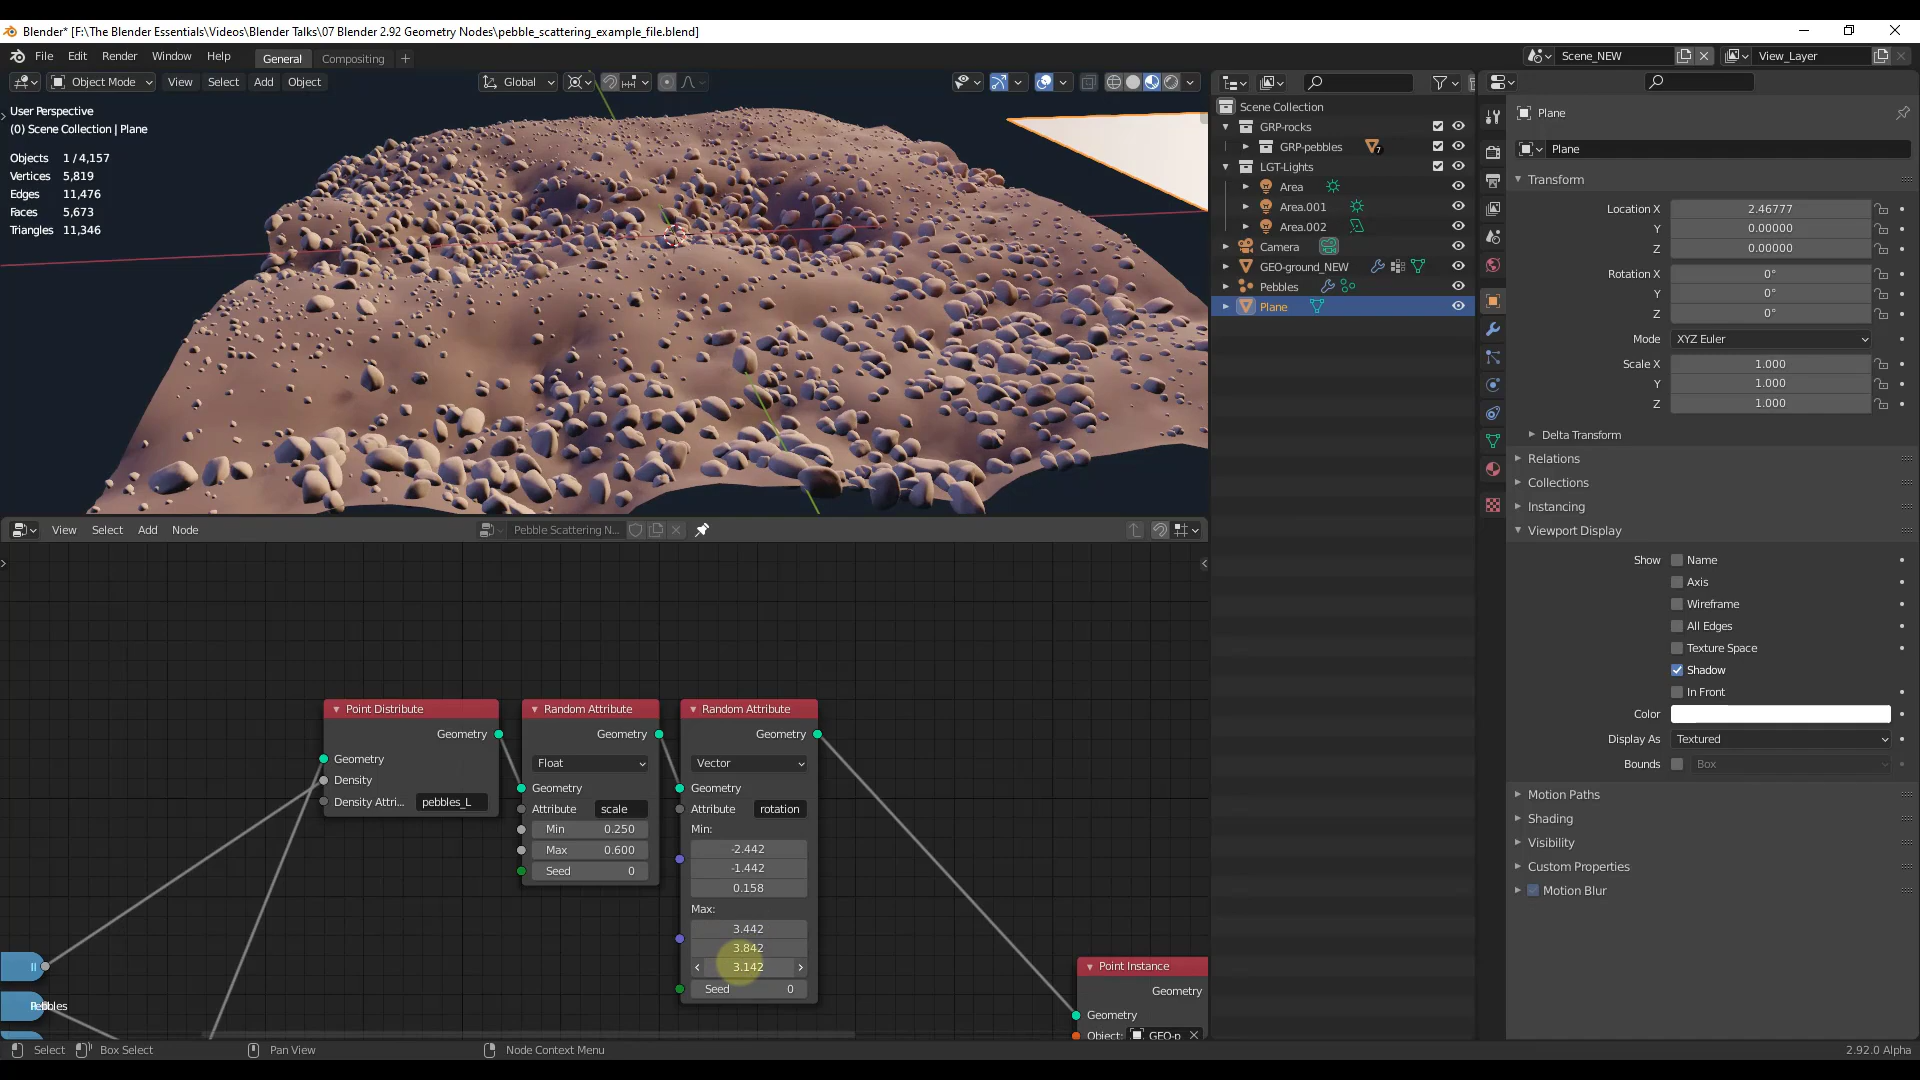 Blender* [F:\The Blender Essentials\Videos\Blender Talks\07 Blender 2.92 Geometry Nodes\pebble_scattering_example_file.blend]
File Edit Render Window Help General Compositing + Scene_NEW View_Layer
Object Mode View Select Add Object Global
User Perspective
(0) Scene Collection | Plane
Objects 1 / 4,157
Vertices 5,819
Edges 11,476
Faces 5,673
Triangles 11,346
Scene Collection
GRP-rocks
GRP-pebbles 7
LGT-Lights
Area
Area.001
Area.002
Camera
GEO-ground_NEW
Pebbles
Plane
Plane
Plane
Transform
Location X 2.46777
Y 0.00000
Z 0.00000
Rotation X 0°
Y 0°
Z 0°
Mode XYZ Euler
Scale X 1.000
Y 1.000
Z 1.000
Delta Transform
Relations
Collections
Instancing
Viewport Display
Show Name
Axis
Wireframe
All Edges
Texture Space
Shadow
In Front
Color
Display As Textured
Bounds Box
Motion Paths
Shading
Visibility
Custom Properties
Motion Blur
View Select Add Node Pebble Scattering N...
Point Distribute
Geometry
Geometry
Density
Density Attri... pebbles_L
Random Attribute
Geometry
Float
Geometry
Attribute scale
Min 0.250
Max 0.600
Seed 0
Random Attribute
Geometry
Vector
Geometry
Attribute rotation
Min:
-2.442
-1.442
0.158
Max:
3.442
3.842
3.142
Seed 0
Pebbles
Point Instance
Geometry
Geometry
Object: GEO-p
Select Box Select Pan View Node Context Menu 2.92.0 Alpha